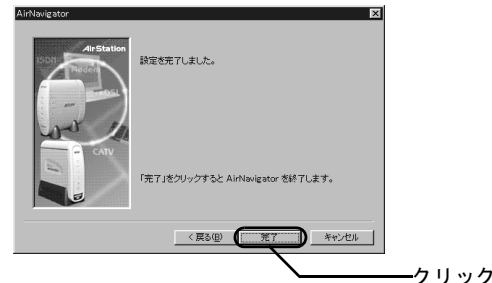 AirNavigator
AirStation
ISDN
Modem
xDSL
CATV
設定を完了しました。
「完了」をクリックすると AirNavigator を終了します。
< 戻る(B)
完了
キャンセル
クリック